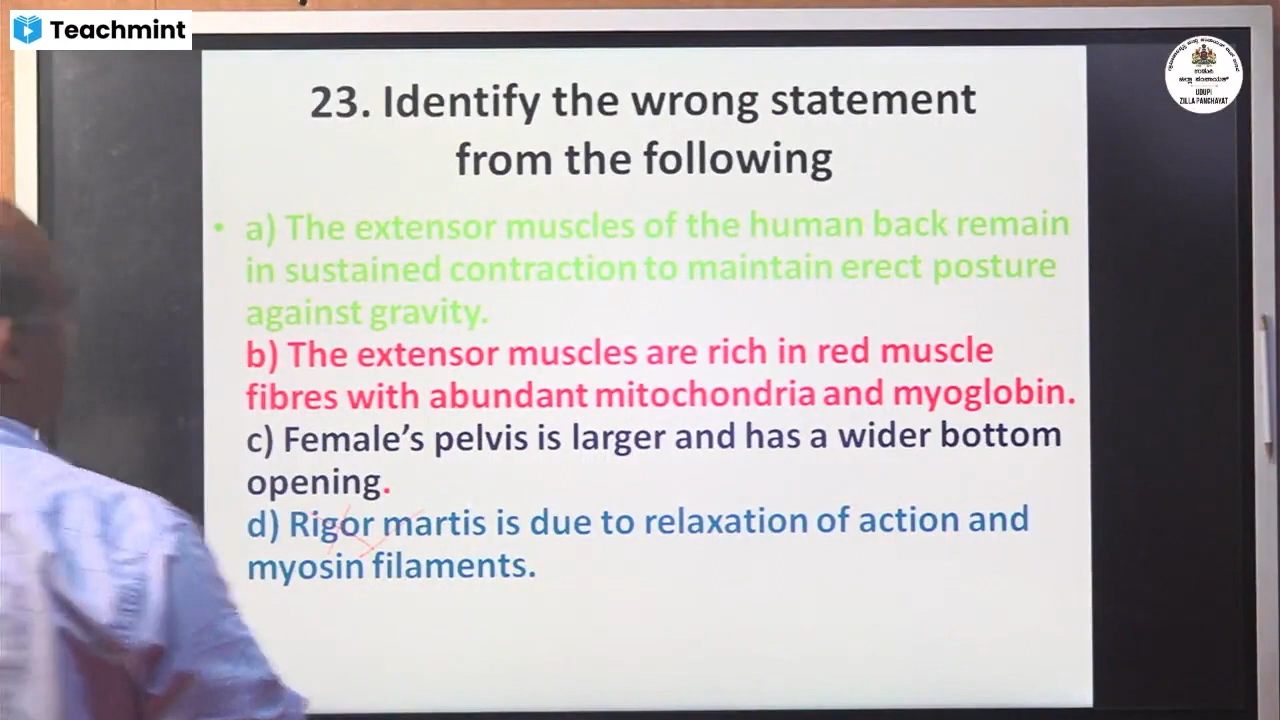 Teachmint
23. Identify the wrong statement
from the following
• a) The extensor muscles of the human back remain
in sustained contraction to maintain erect posture
against gravity.
b) The extensor muscles are rich in red muscle
fibres with abundant mitochondria and myoglobin.
c) Female’s pelvis is larger and has a wider bottom
opening.
d) Rigor martis is due to relaxation of action and
myosin filaments.
UDUPI
ZILLA PANCHAYAT